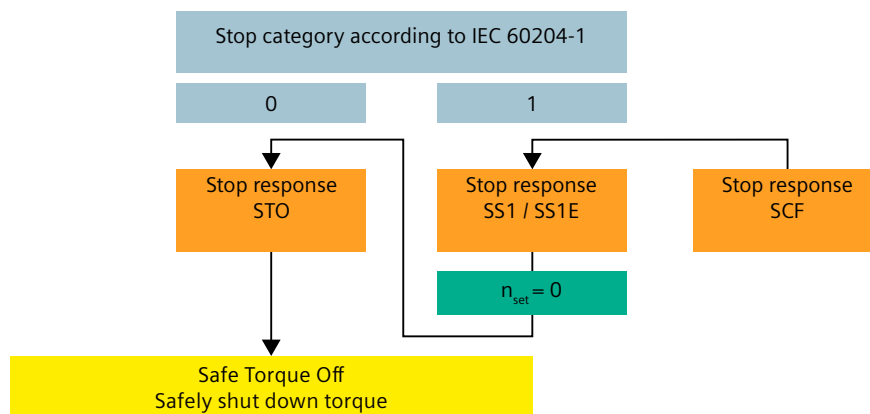 Stop category according to IEC 60204-1
0
1
Stop response
STO
Stop response
SS1 / SS1E
Stop response
SCF
nset = 0
Safe Torque Off
Safely shut down torque